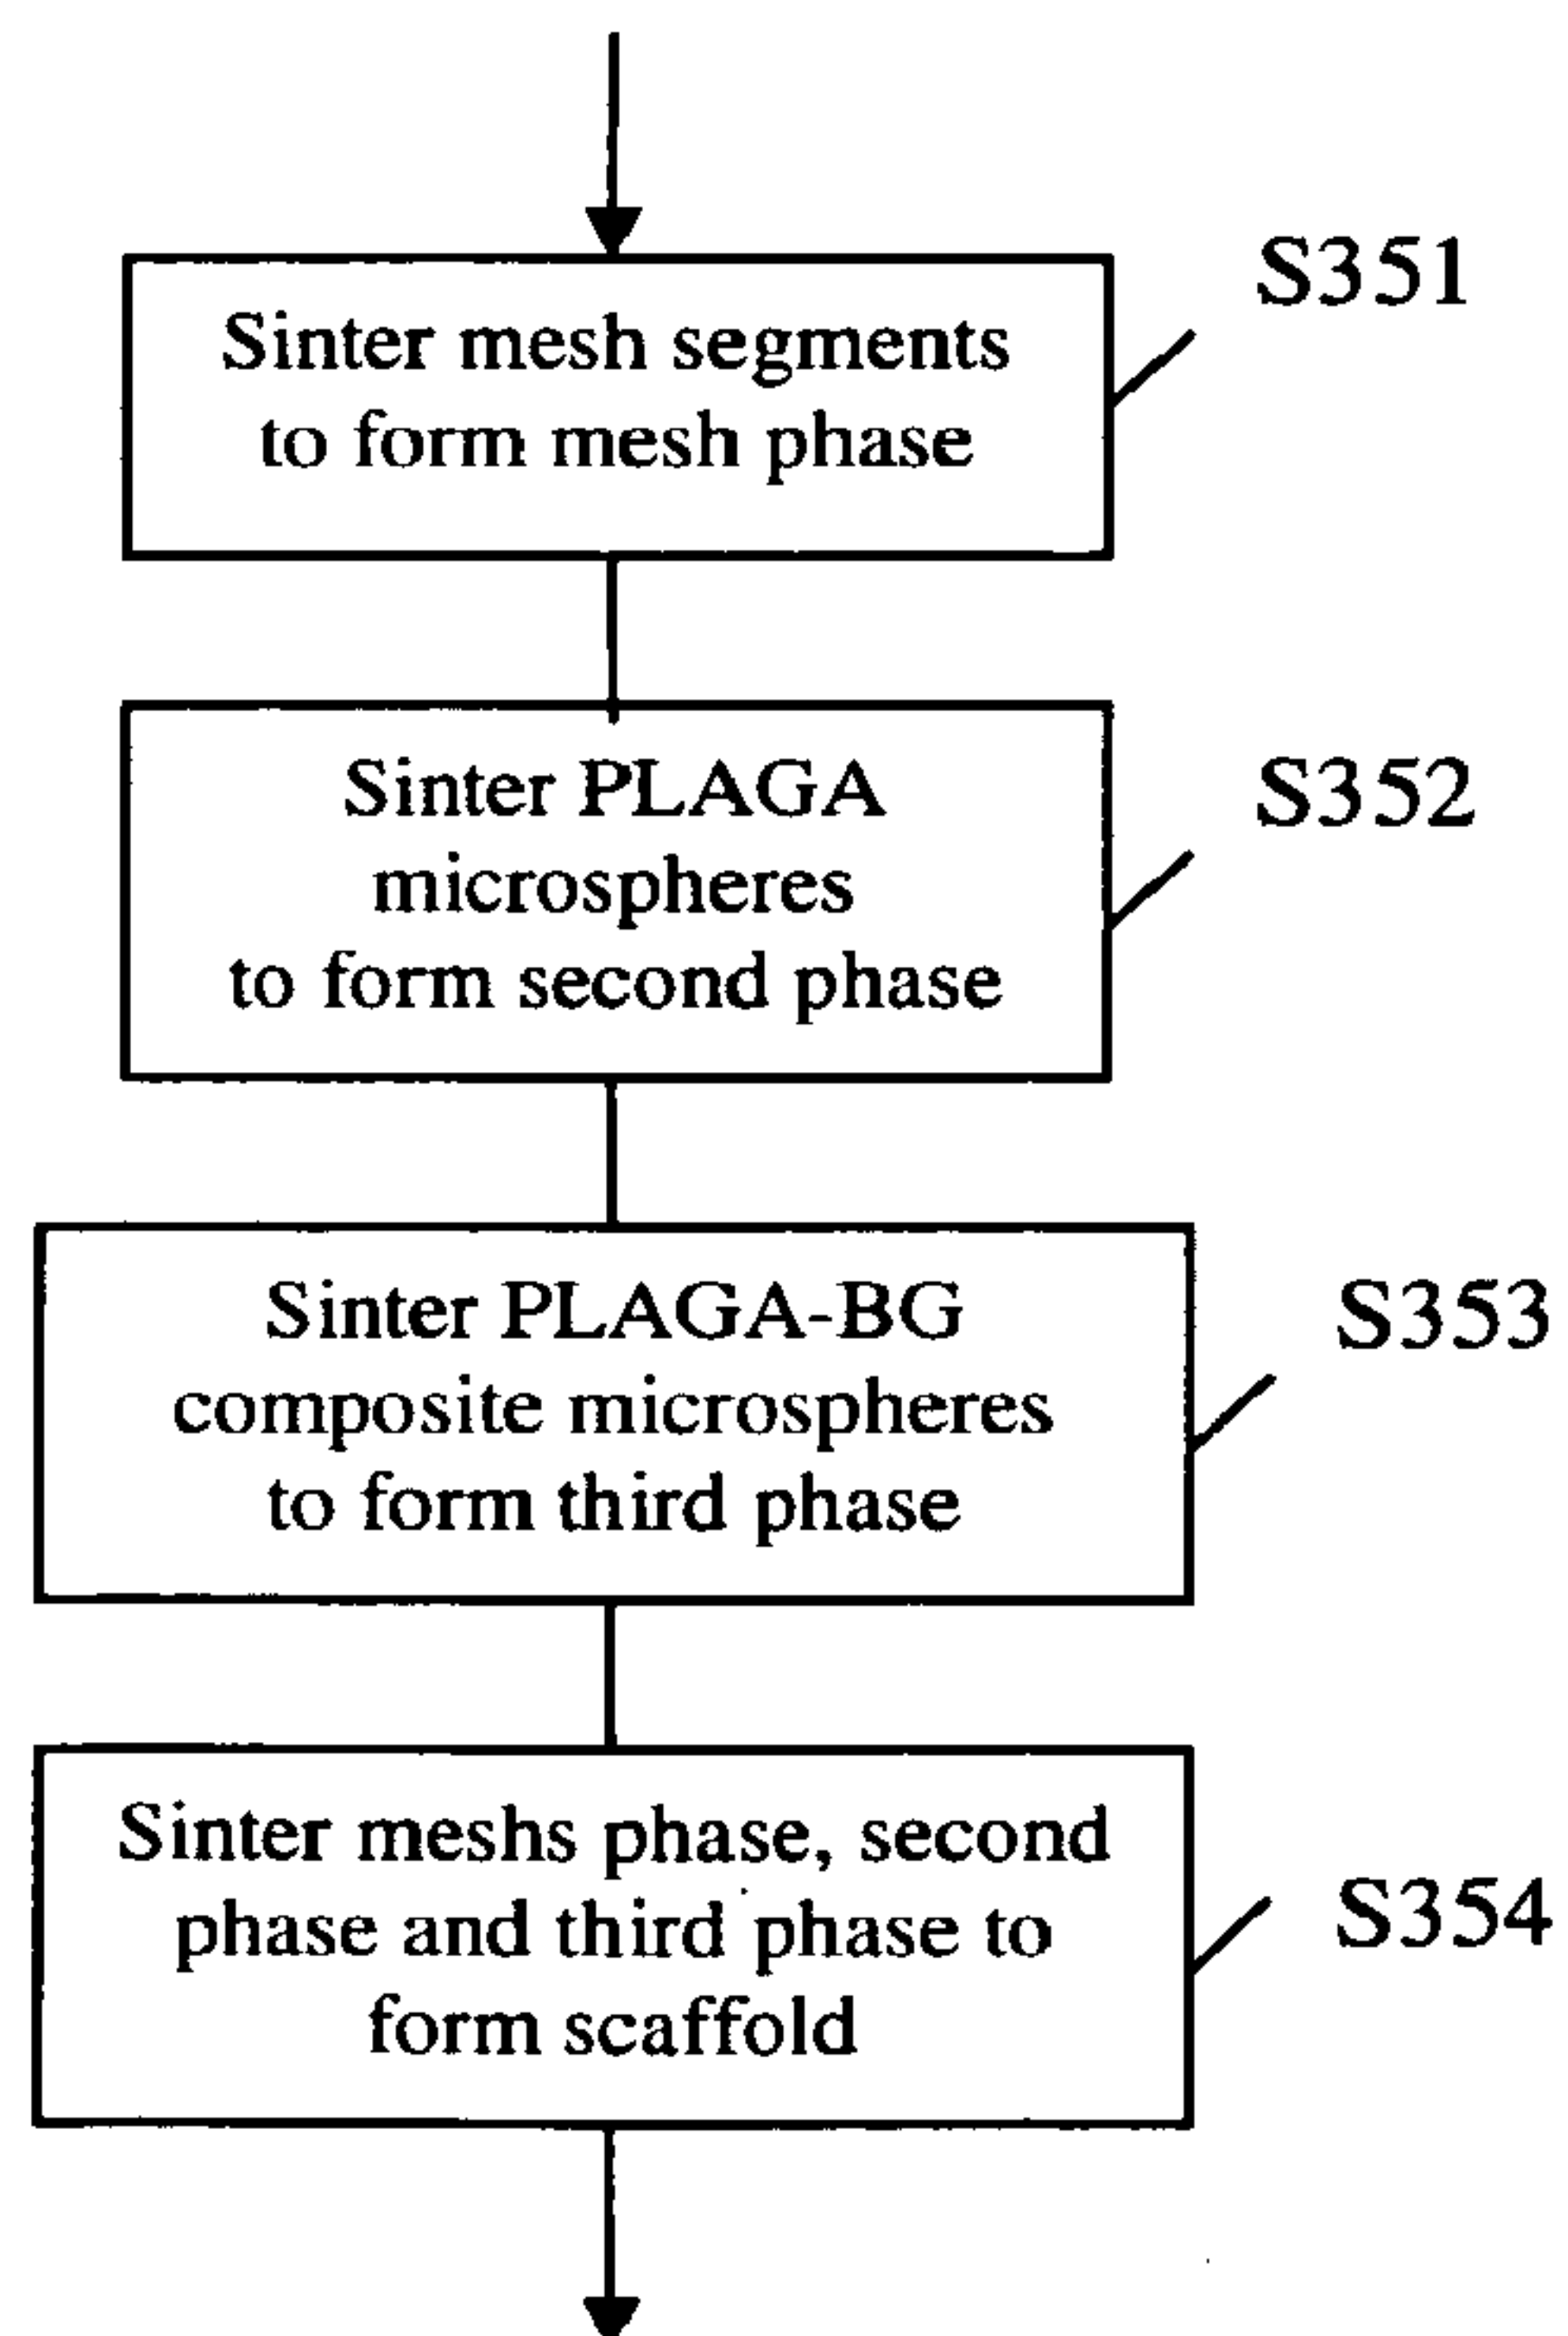 S351
Sinter mesh segments
to form mesh phase
S352
Sinter PLAGA
microspheres
to form second phase
S353
Sinter PLAGA-BG
composite microspheres
to form third phase
S354
Sinter meshs phase, second
phase and third phase to
form scaffold